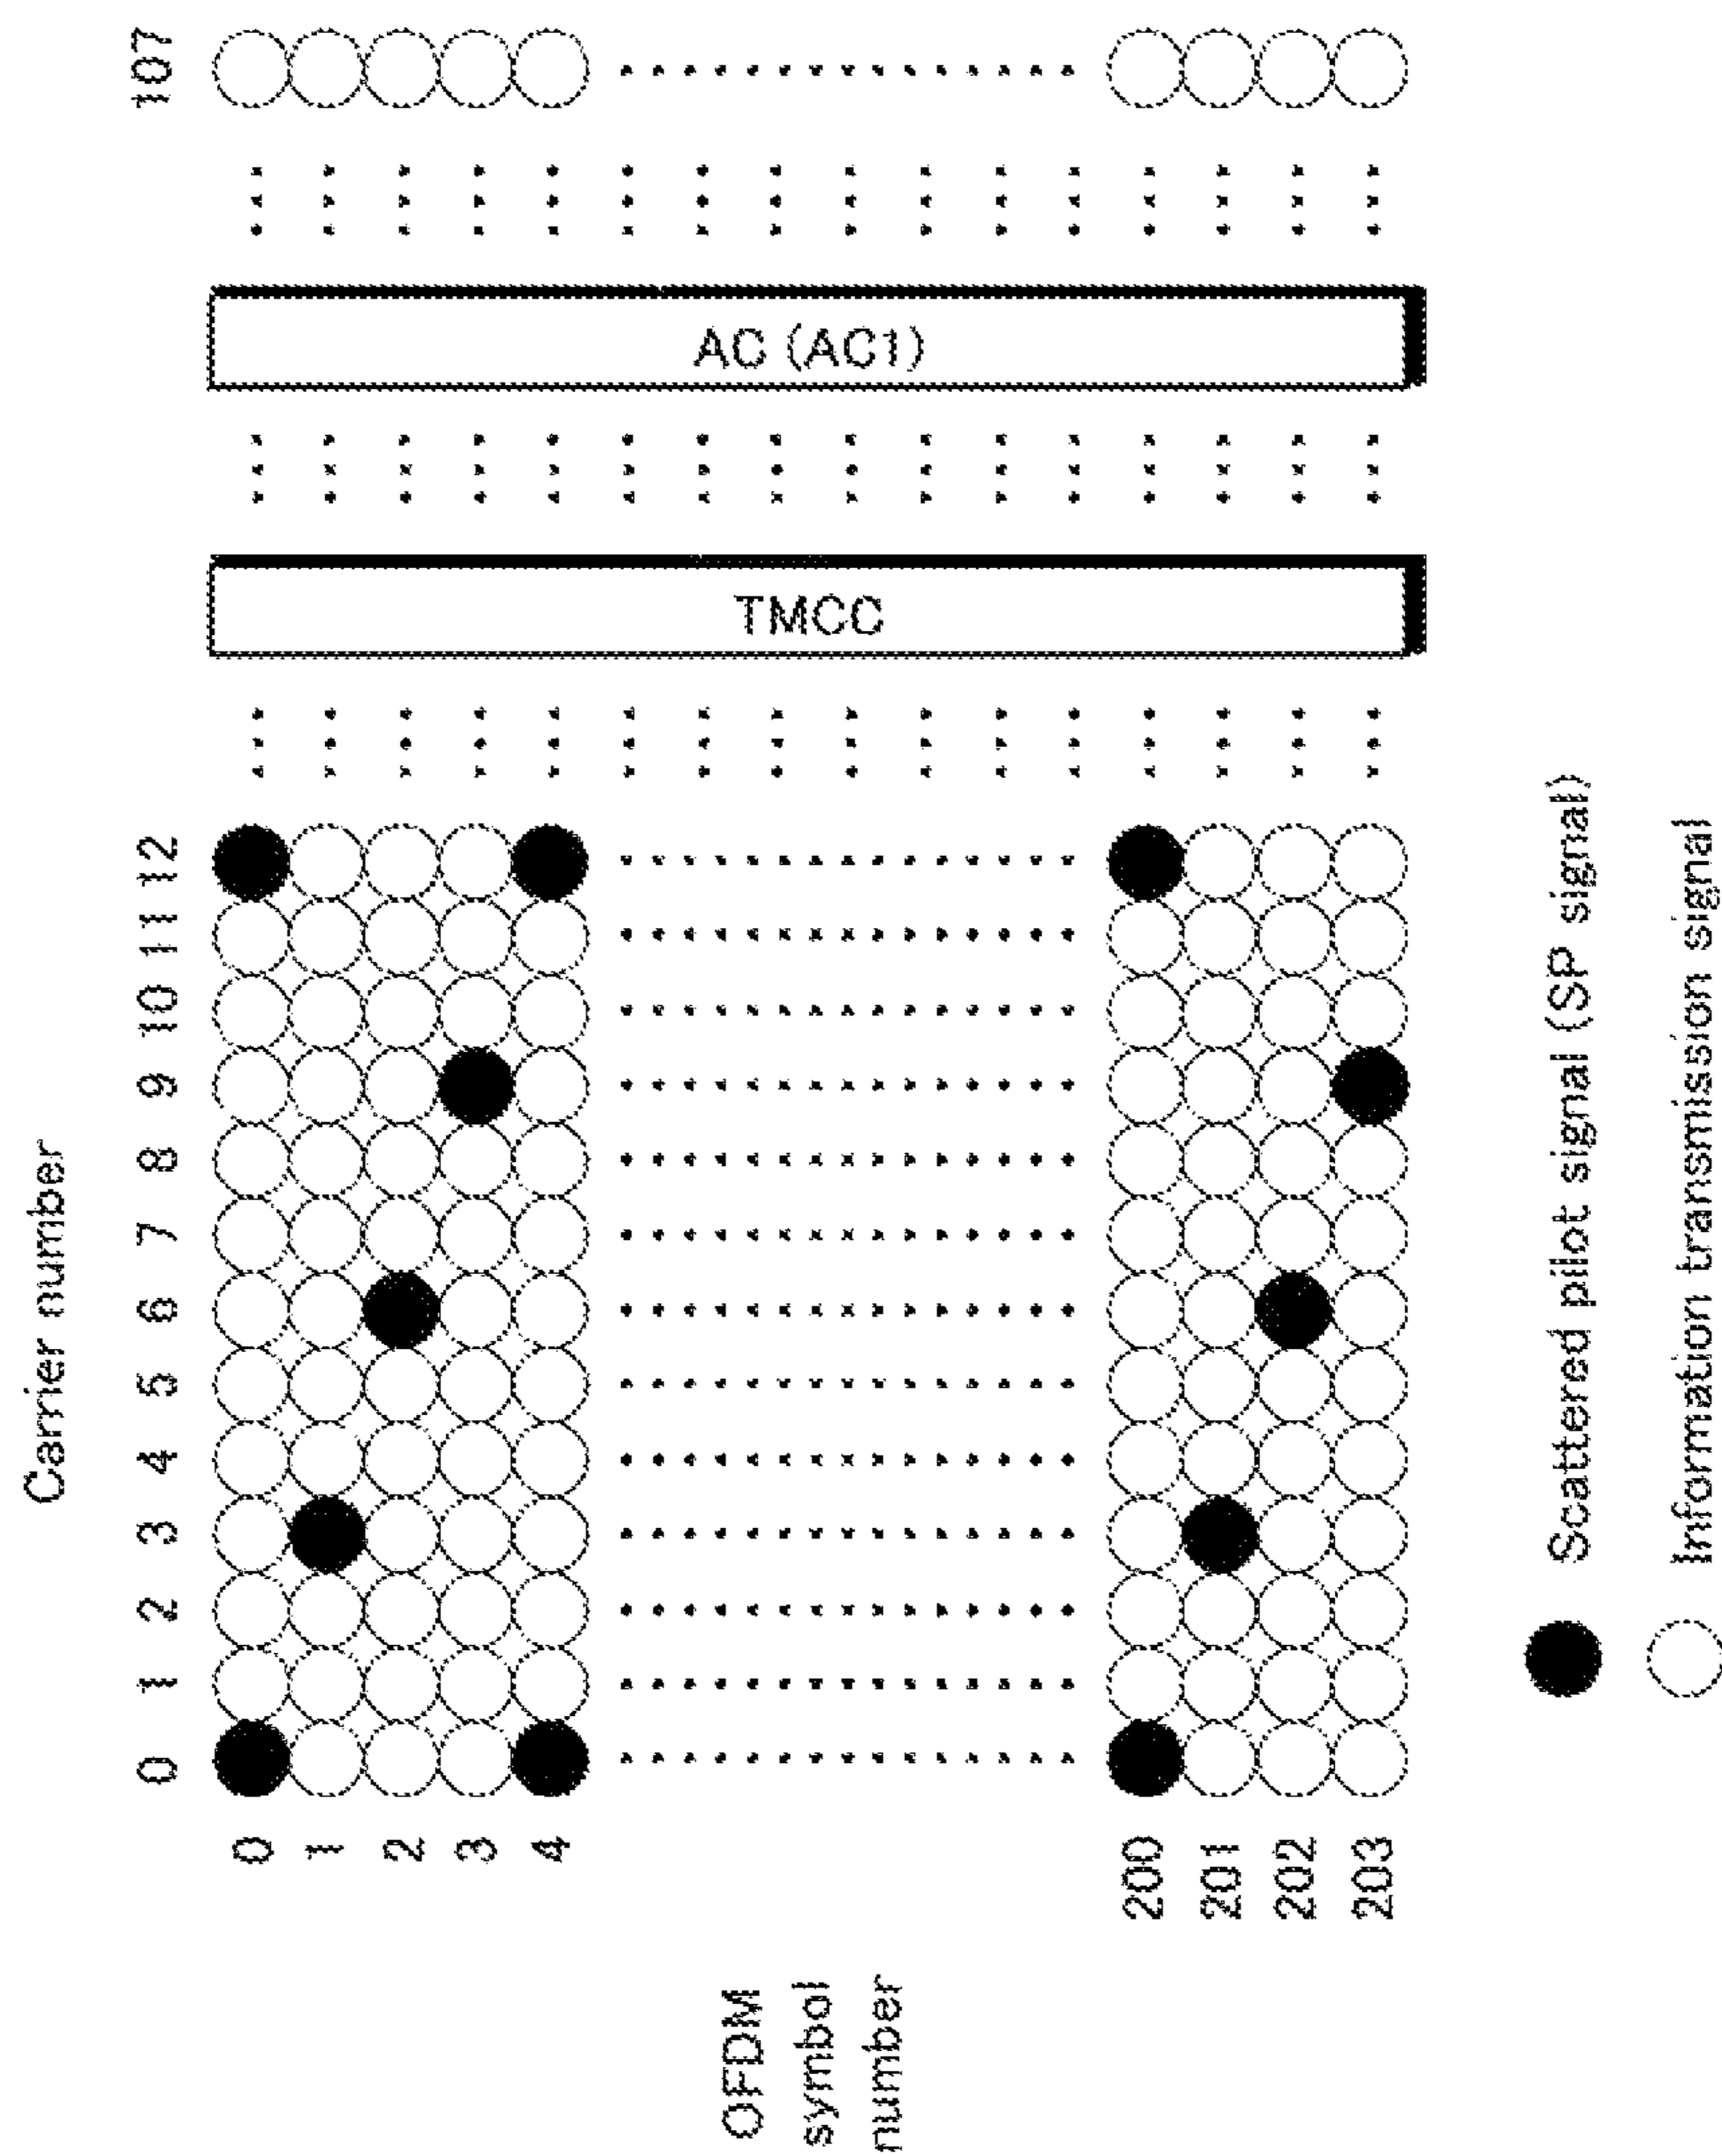 Carrier number
0 1 2 3 4 5 6 7 8 9 10 11 12 107
OFDM
symbol
number
0
1
2
3
4
200
201
202
203
TMCC
AC (AC1)
Scattered pilot signal (SP signal)
Information transmission signal